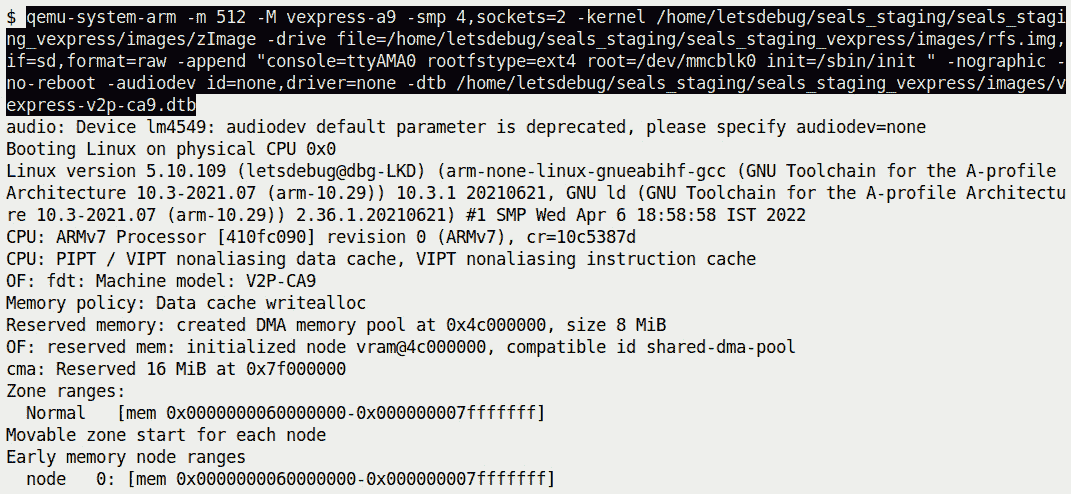 $ qemu-system-arm -m 512 -M vexpress-a9 -smp 4,sockets=2 -kernel /home/letsdebug/seals_staging/seals_stagi
ng_vexpress/images/zImage -drive file=/home/letsdebug/seals_staging/seals_staging_vexpress/images/rfs.img,
if=sd,format=raw -append "console=ttyAMA0 rootfstype=ext4 root=/dev/mmcblk0 init=/sbin/init " -nographic -
no-reboot -audiodev id=none,driver=none -dtb /home/letsdebug/seals_staging/seals_staging_vexpress/images/v
express-v2p-ca9.dtb
audio: Device lm4549: audiodev default parameter is deprecated, please specify audiodev=none
Booting Linux on physical CPU 0x0
Linux version 5.10.109 (letsdebug@dbg-LKD) (arm-none-linux-gnueabihf-gcc (GNU Toolchain for the A-profile
Architecture 10.3-2021.07 (arm-10.29)) 10.3.1 20210621, GNU ld (GNU Toolchain for the A-profile Architectu
re 10.3-2021.07 (arm-10.29)) 2.36.1.20210621) #1 SMP Wed Apr 6 18:58:58 IST 2022
CPU: ARMv7 Processor [410fc090] revision 0 (ARMv7), cr=10c5387d
CPU: PIPT / VIPT nonaliasing data cache, VIPT nonaliasing instruction cache
OF: fdt: Machine model: V2P-CA9
Memory policy: Data cache writealloc
Reserved memory: created DMA memory pool at 0x4c000000, size 8 MiB
OF: reserved mem: initialized node vram@4c000000, compatible id shared-dma-pool
cma: Reserved 16 MiB at 0x7f000000
Zone ranges:
  Normal   [mem 0x0000000060000000-0x000000007fffffff]
Movable zone start for each node
Early memory node ranges
  node   0: [mem 0x0000000060000000-0x000000007fffffff]